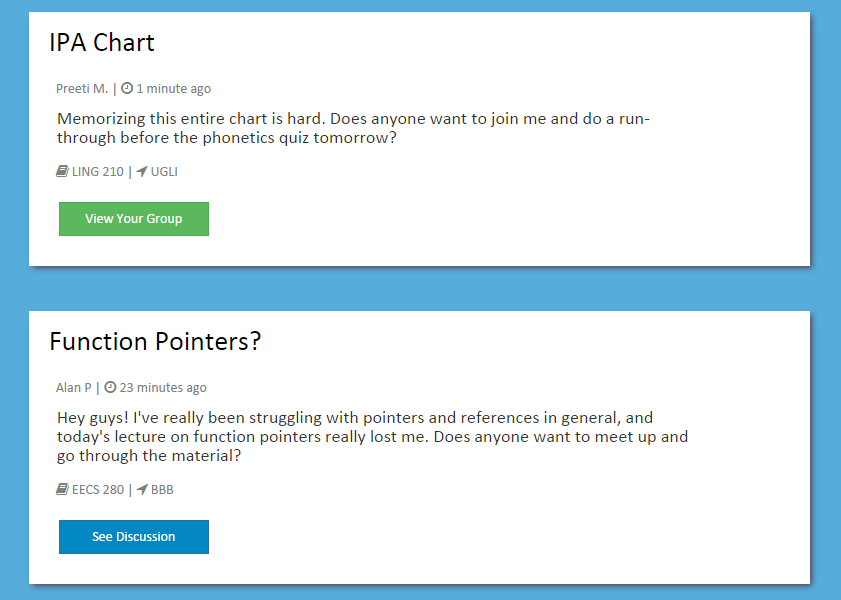 IPA Chart
Preeti M. | 1 minute ago
Memorizing this entire chart is hard. Does anyone want to join me and do a run-
through before the phonetics quiz tomorrow?
LING 210 | UGLI
View Your Group
Function Pointers?
Alan P | 23 minutes ago
Hey guys! I've really been struggling with pointers and references in general, and
today's lecture on function pointers really lost me. Does anyone want to meet up and
go through the material?
EECS 280 | BBB
See Discussion